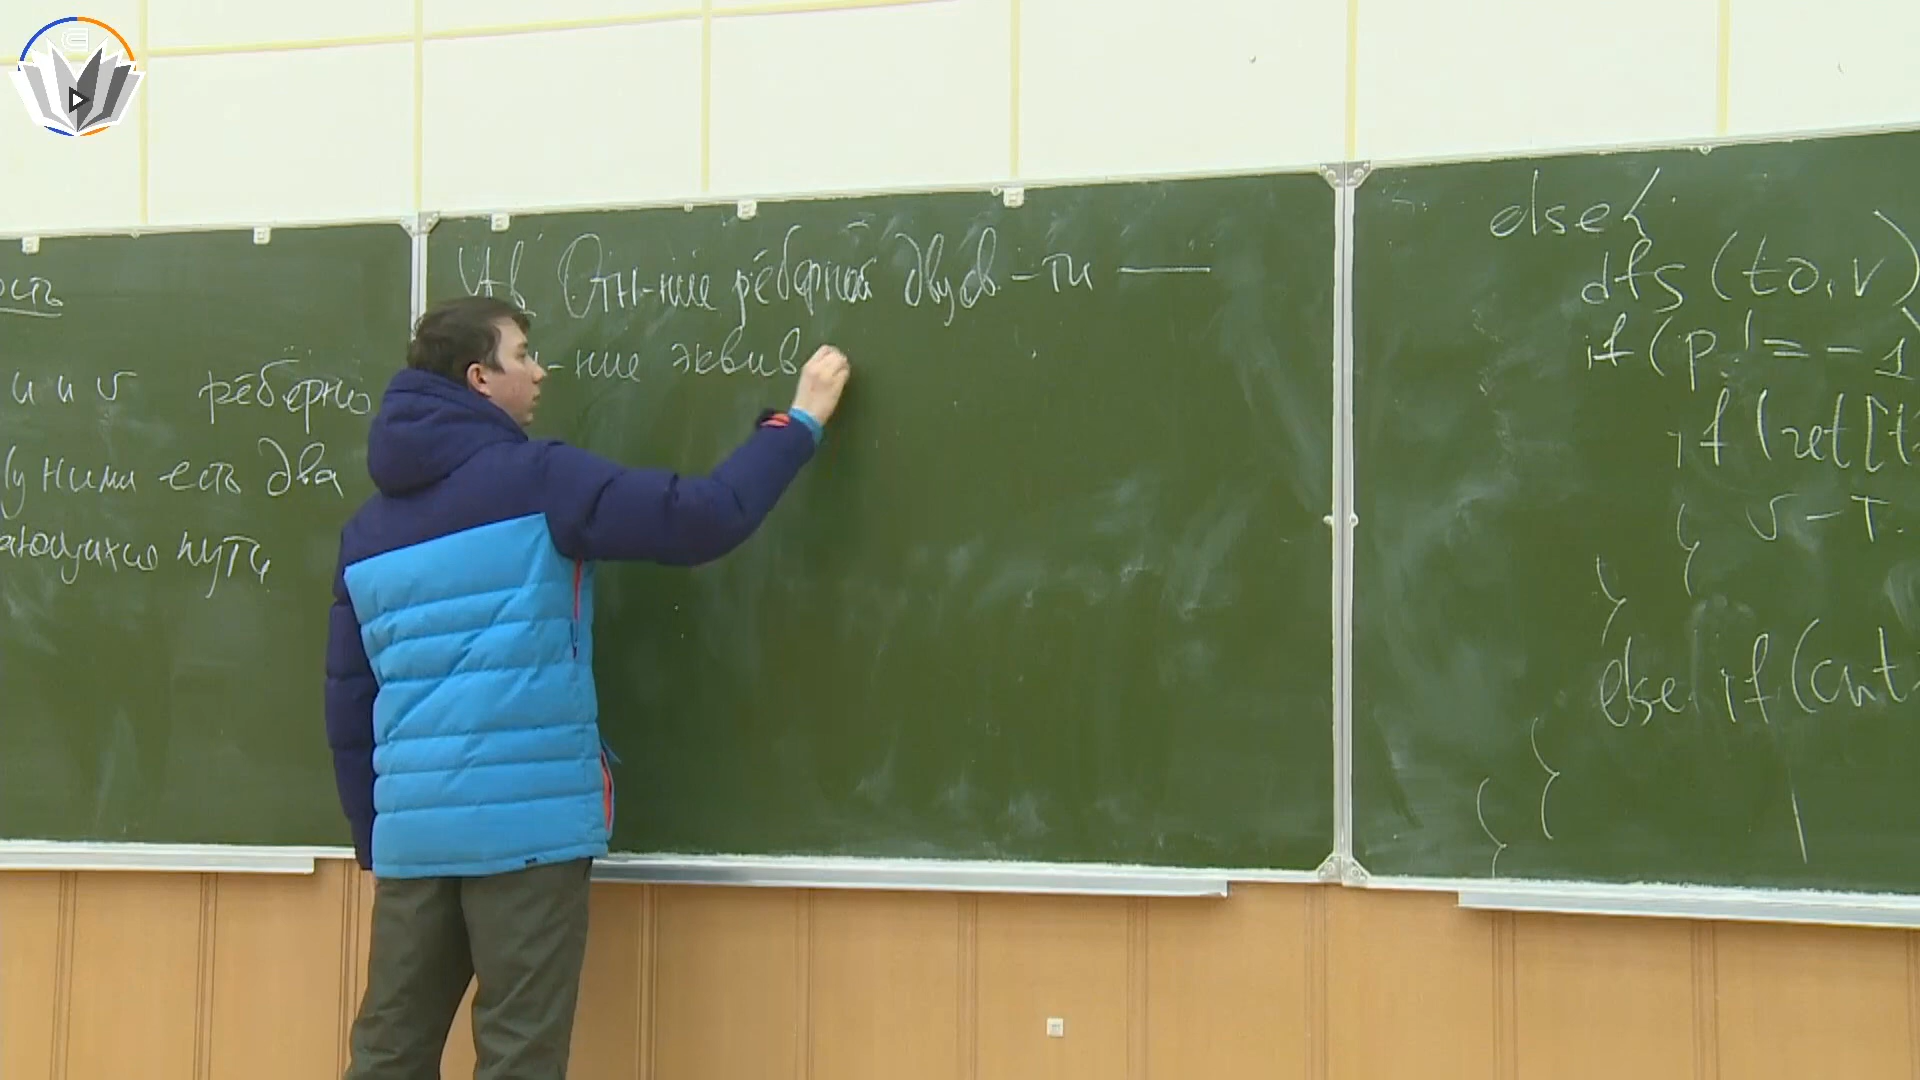 ость
u и v рёберно
у ними есть два
ающихся пути
Утв. Отн-ние рёберной двусв-ти —
-ние эквив
else{
dfs(to, v)
if(p != -1
if(ret[t
}
v - т.
}
else if(cnt
}
}